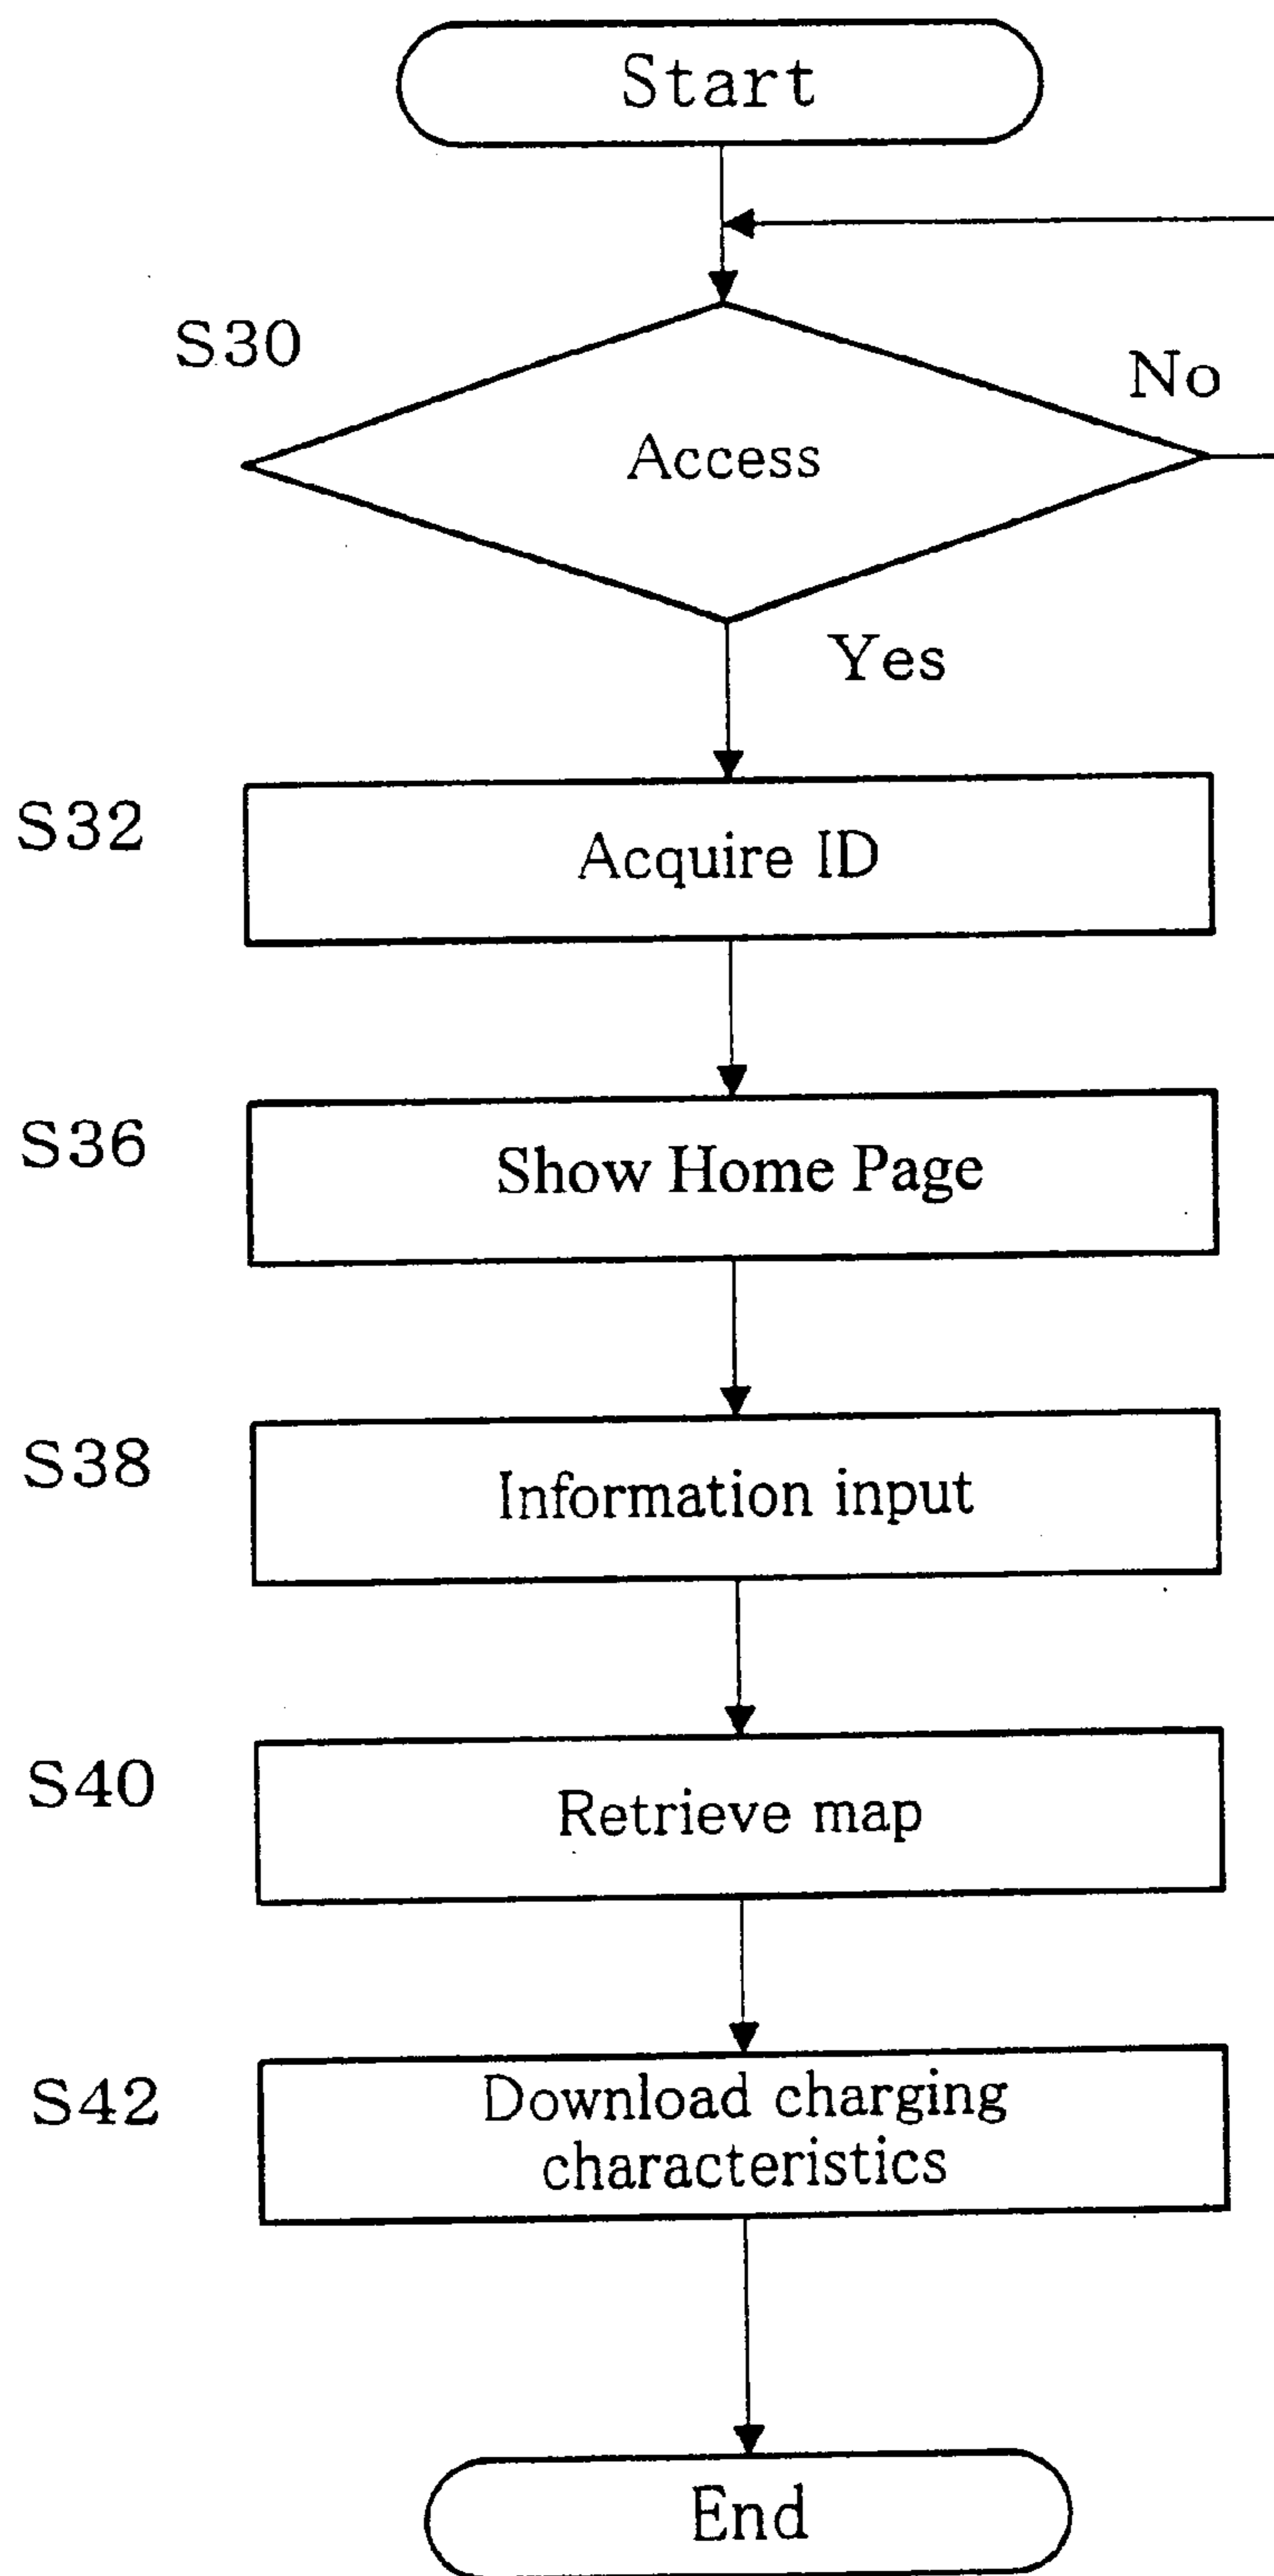 Start
S30
No
Access
Yes
S32
Acquire ID
S36
Show Home Page
S38
Information input
S40
Retrieve map
S42
Download charging
characteristics
End